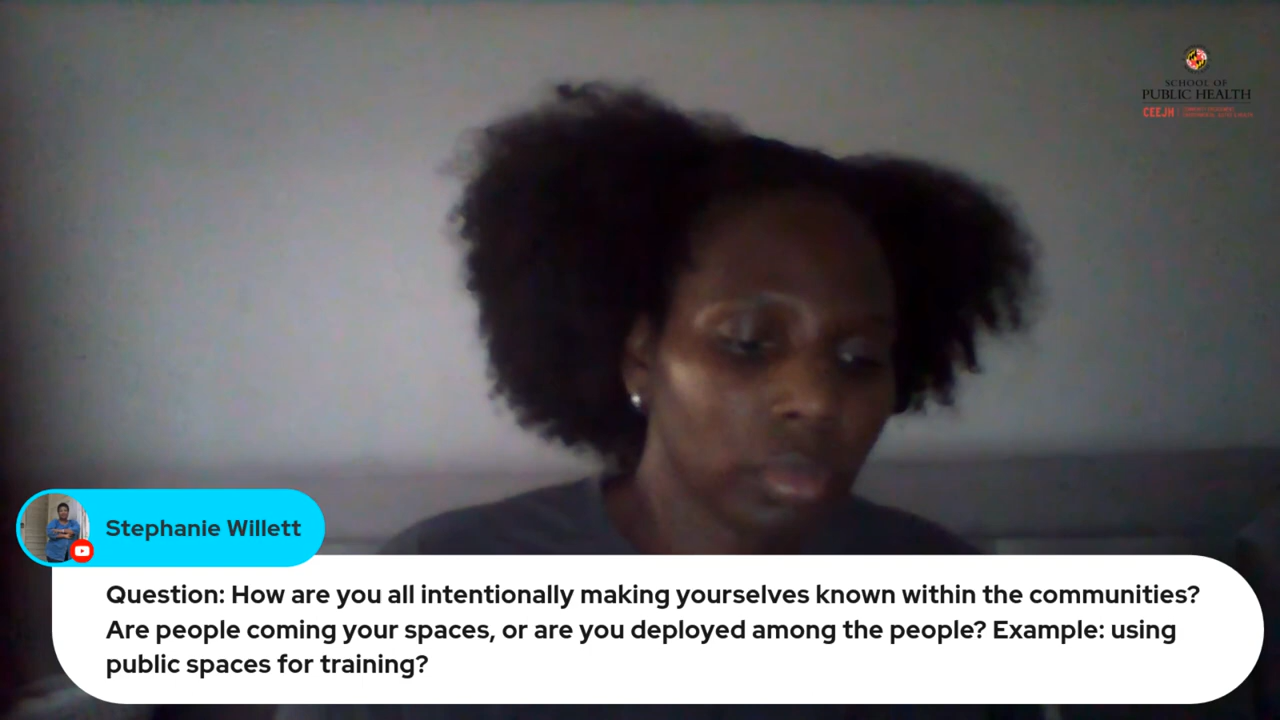 SCHOOL OF
PUBLIC HEALTH
CEEJH
Stephanie Willett
Question: How are you all intentionally making yourselves known within the communities?
Are people coming your spaces, or are you deployed among the people? Example: using
public spaces for training?